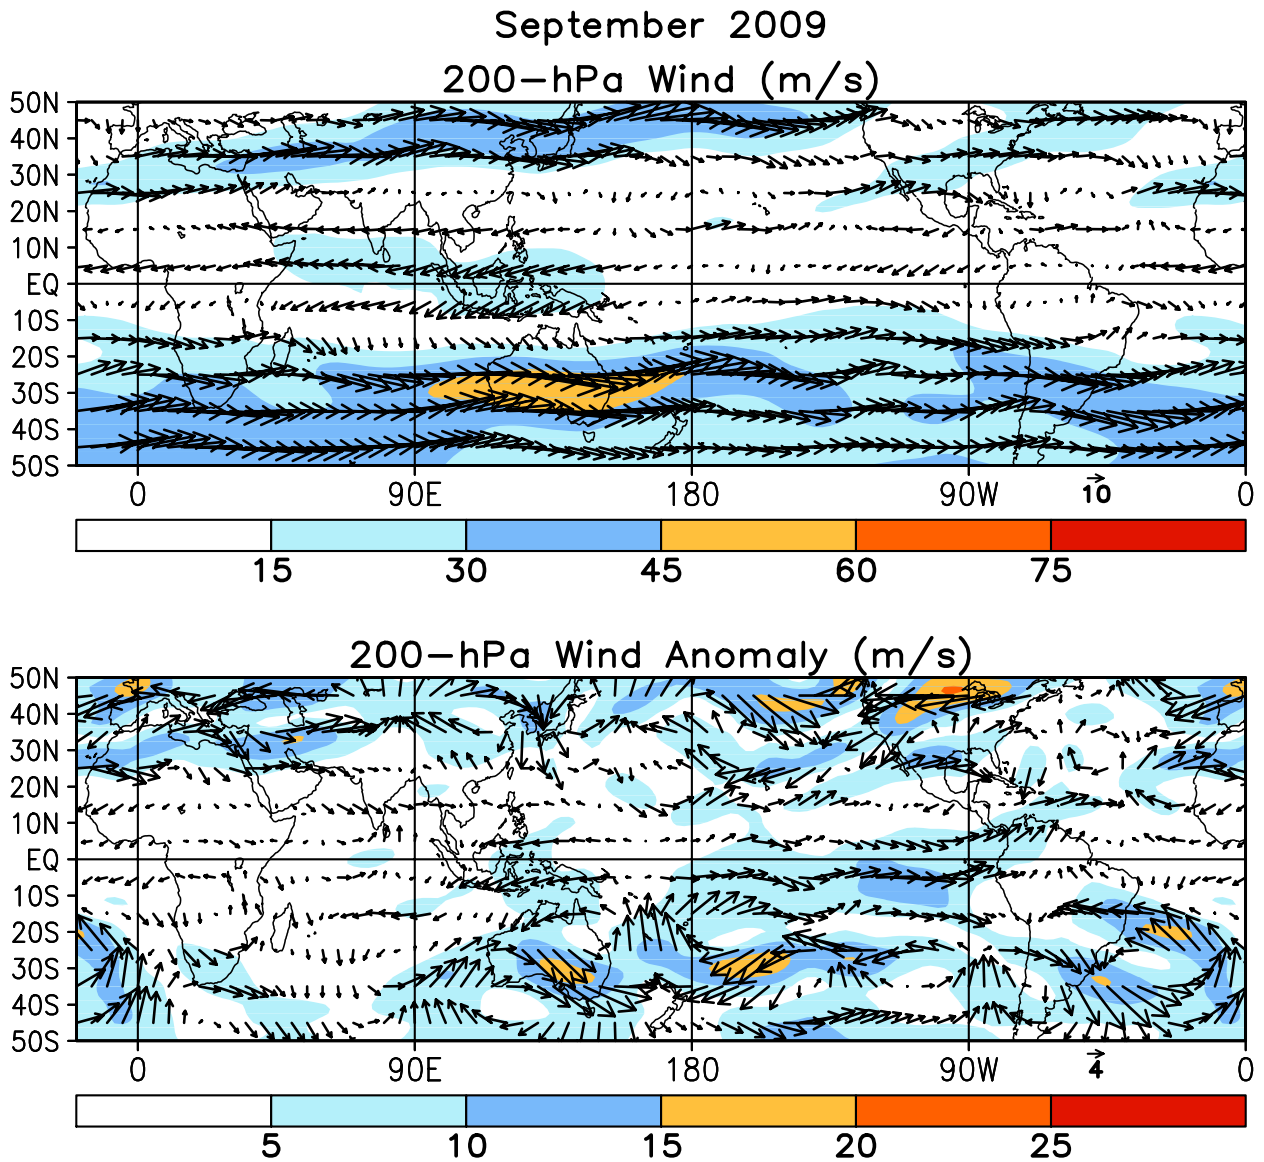 September 2009
200-hPa Wind (m/s)
50N
40N
30N
20N
10N
EQ
10S
20S
30S
40S
50S
0 90E 180 90W 10 0
15 30 45 60 75
200-hPa Wind Anomaly (m/s)
50N
40N
30N
20N
10N
EQ
10S
20S
30S
40S
50S
0 90E 180 90W 4 0
5 10 15 20 25